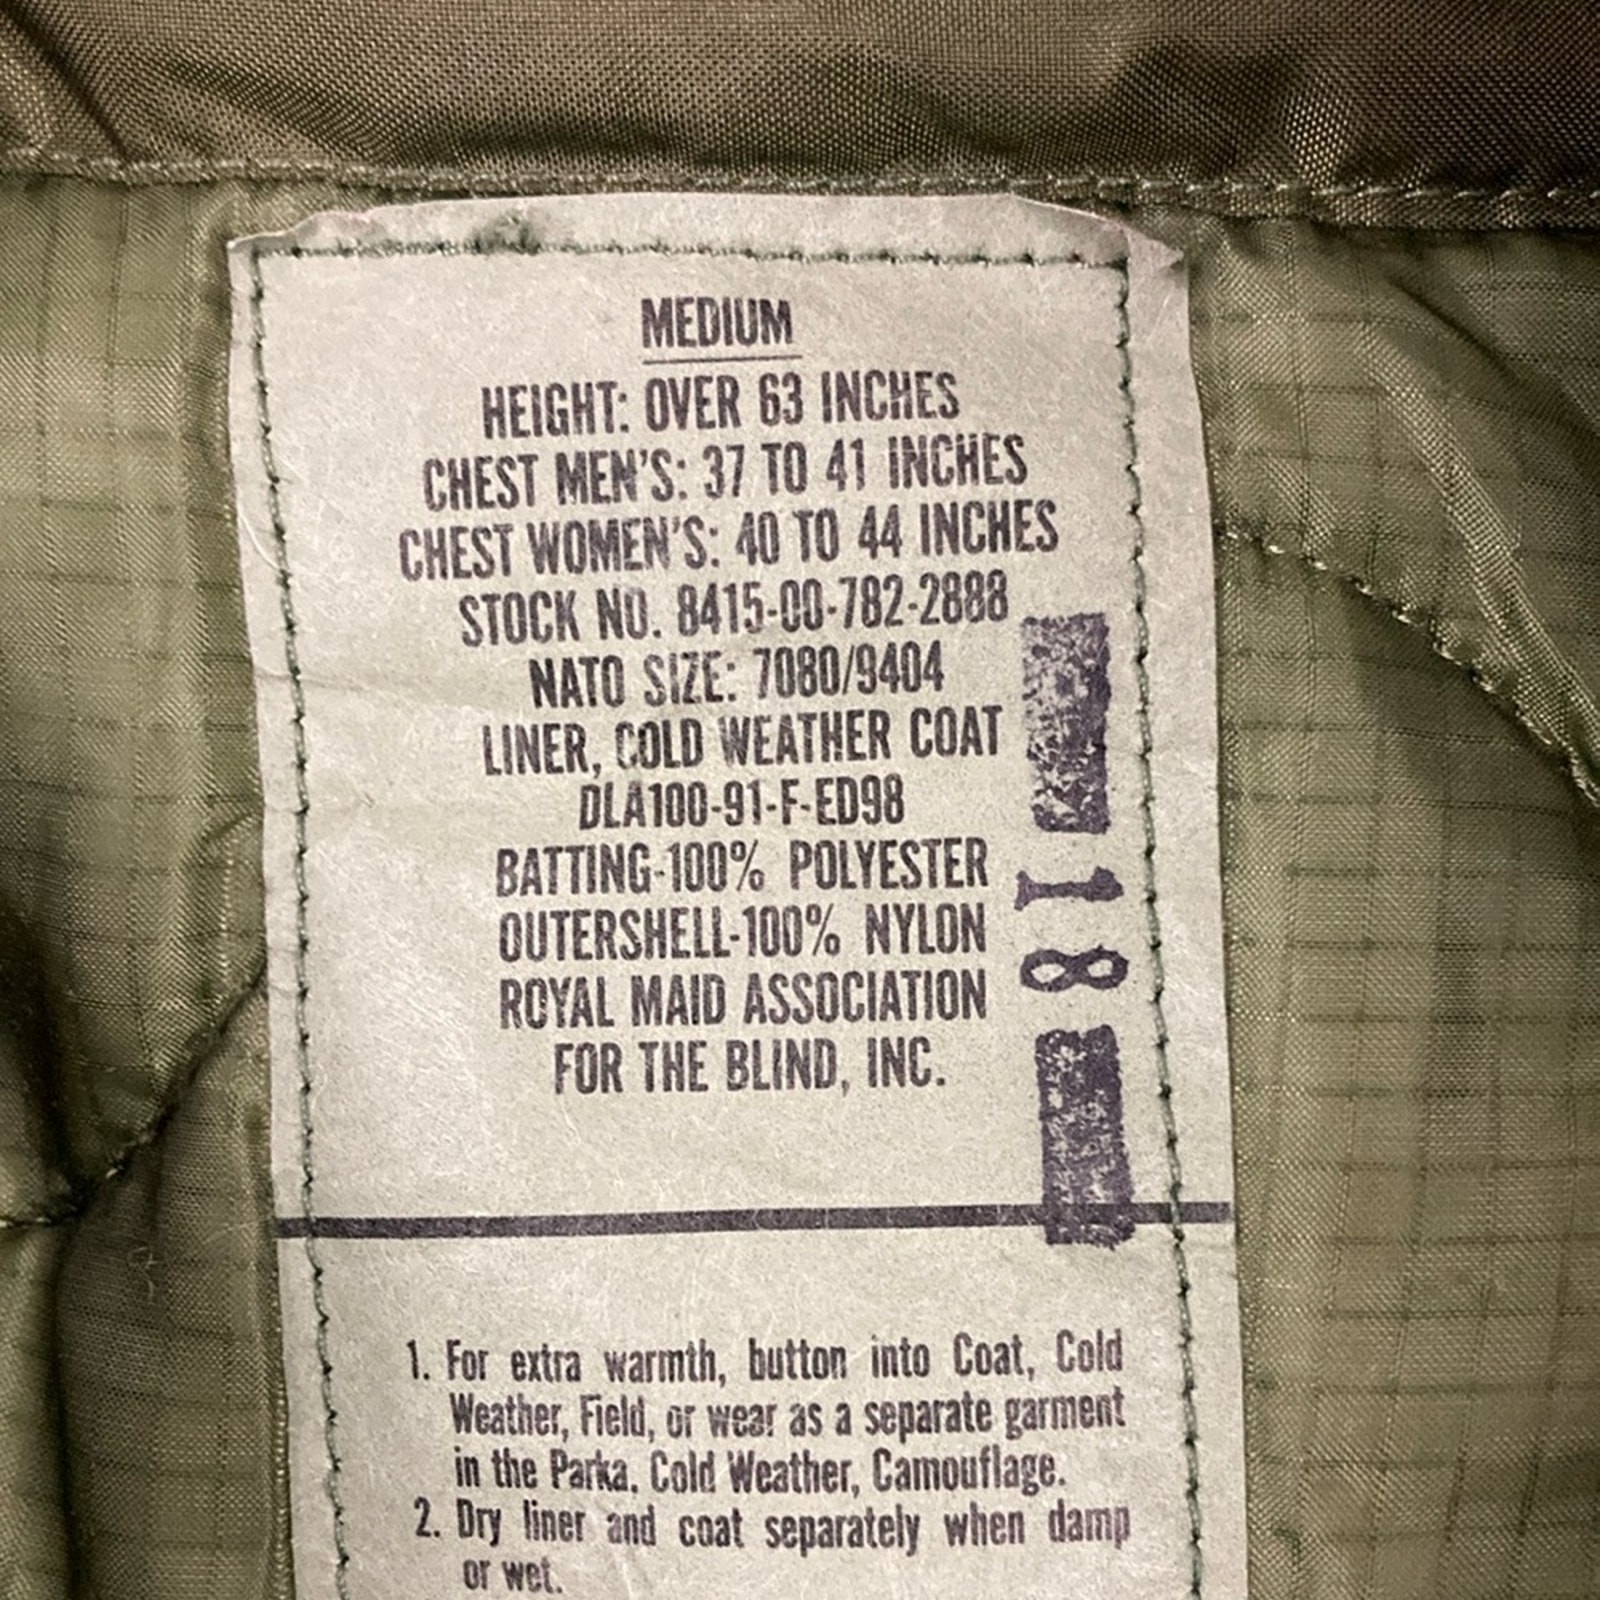 MEDIUM
HEIGHT: OVER 63 INCHES
CHEST MEN'S: 37 TO 41 INCHES
CHEST WOMEN'S: 40 TO 44 INCHES
STOCK NO. 8415-00-782-2888
NATO SIZE: 7080/9404
LINER, COLD WEATHER COAT
DLA100-91-F-ED98
BATTING-100% POLYESTER
OUTERSHELL-100% NYLON
ROYAL MAID ASSOCIATION
FOR THE BLIND, INC.
18
1. For extra warmth, button into Coat, Cold
Weather, Field, or wear as a separate garment
in the Parka. Cold Weather, Camouflage.
2. Dry liner and coat separately when damp
or wet.